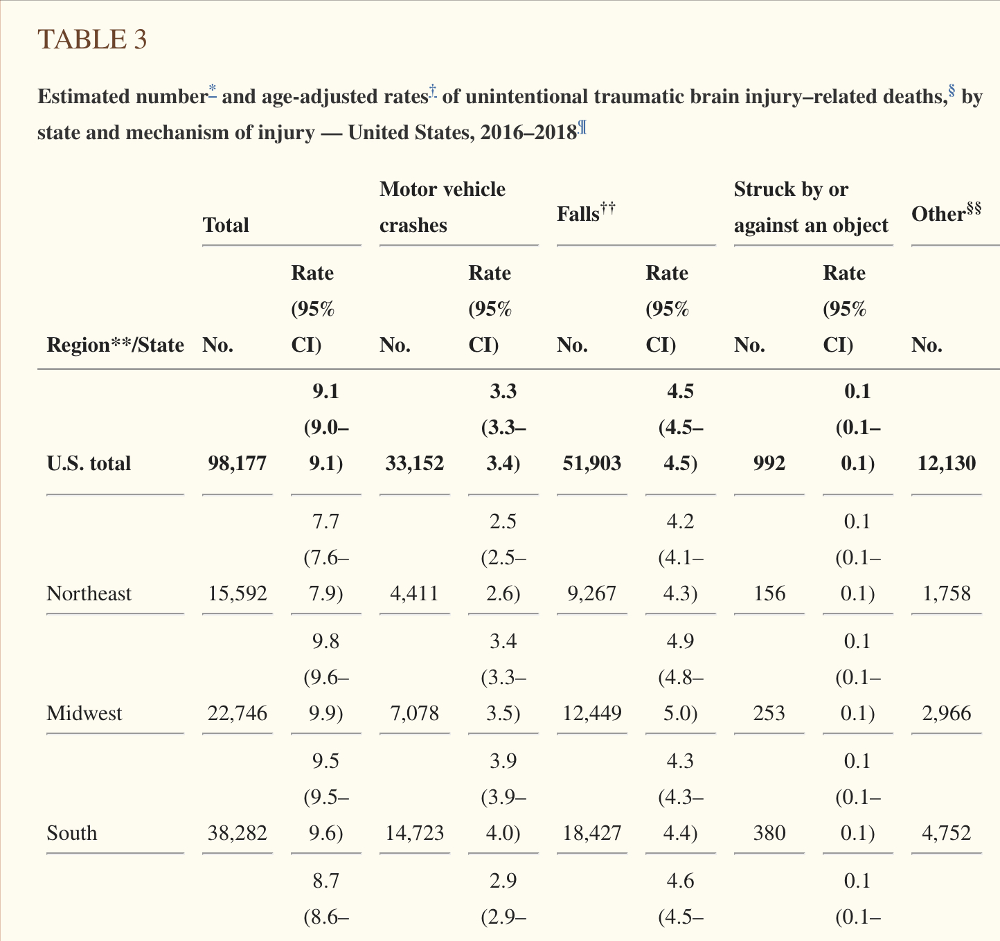 TABLE 3
Estimated number* and age-adjusted rates† of unintentional traumatic brain injury–related deaths,§ by
state and mechanism of injury — United States, 2016–2018¶
Motor vehicle
Struck by or
Falls††
Other§§
Total
crashes
against an object
Rate Rate Rate Rate
(95% (95% (95% (95%
Region**/State No. CI) No. CI) No. CI) No. CI) No.
9.1 3.3 4.5 0.1
(9.0– (3.3– (4.5– (0.1–
U.S. total 98,177 9.1) 33,152 3.4) 51,903 4.5) 992 0.1) 12,130
7.7 2.5 4.2 0.1
(7.6– (2.5– (4.1– (0.1–
Northeast 15,592 7.9) 4,411 2.6) 9,267 4.3) 156 0.1) 1,758
9.8 3.4 4.9 0.1
(9.6– (3.3– (4.8– (0.1–
Midwest 22,746 9.9) 7,078 3.5) 12,449 5.0) 253 0.1) 2,966
9.5 3.9 4.3 0.1
(9.5– (3.9– (4.3– (0.1–
South 38,282 9.6) 14,723 4.0) 18,427 4.4) 380 0.1) 4,752
8.7 2.9 4.6 0.1
(8.6– (2.9– (4.5– (0.1–